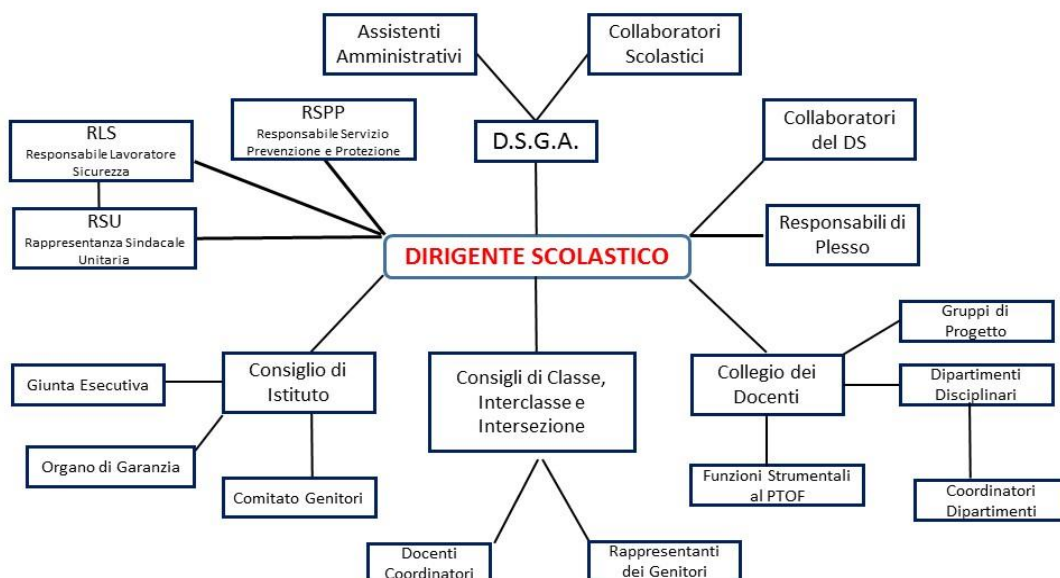 Assistenti
Amministrativi
Collaboratori
Scolastici
RSPP
Responsabile Servizio
Prevenzione e Protezione
D.S.G.A.
Collaboratori
del DS
RLS
Responsabile Lavoratore
Sicurezza
RSU
Rappresentanza Sindacale
Unitaria
Responsabili di
Plesso
DIRIGENTE SCOLASTICO
Gruppi di
Progetto
Giunta Esecutiva
Consiglio di
Istituto
Consigli di Classe,
Interclasse e
Intersezione
Collegio dei
Docenti
Dipartimenti
Disciplinari
Organo di Garanzia
Comitato Genitori
Funzioni Strumentali
al PTOF
Coordinatori
Dipartimenti
Docenti
Coordinatori
Rappresentanti
dei Genitori